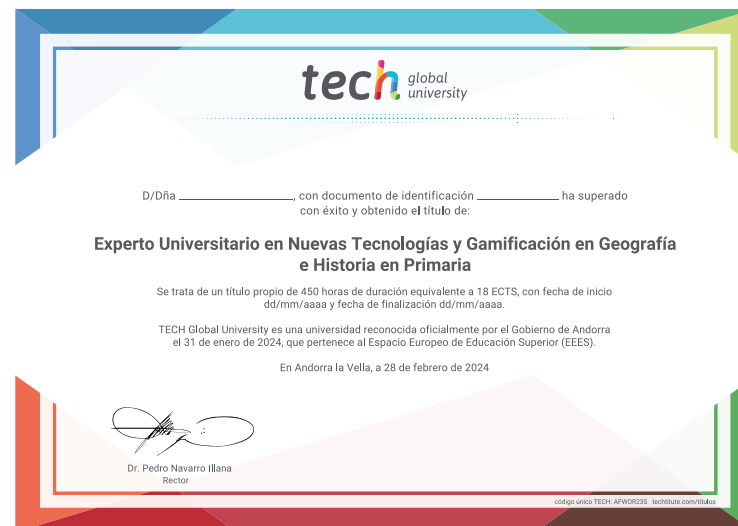 tech global
university
D/Dña ____________________, con documento de identificación ______________ ha superado
con éxito y obtenido el título de:
Experto Universitario en Nuevas Tecnologías y Gamificación en Geografía
e Historia en Primaria
Se trata de un título propio de 450 horas de duración equivalente a 18 ECTS, con fecha de inicio
dd/mm/aaaa y fecha de finalización dd/mm/aaaa.
TECH Global University es una universidad reconocida oficialmente por el Gobierno de Andorra
el 31 de enero de 2024, que pertenece al Espacio Europeo de Educación Superior (EEES).
En Andorra la Vella, a 28 de febrero de 2024
Dr. Pedro Navarro Illana
Rector
código único TECH: AFWOR23S techtitute.com/titulos